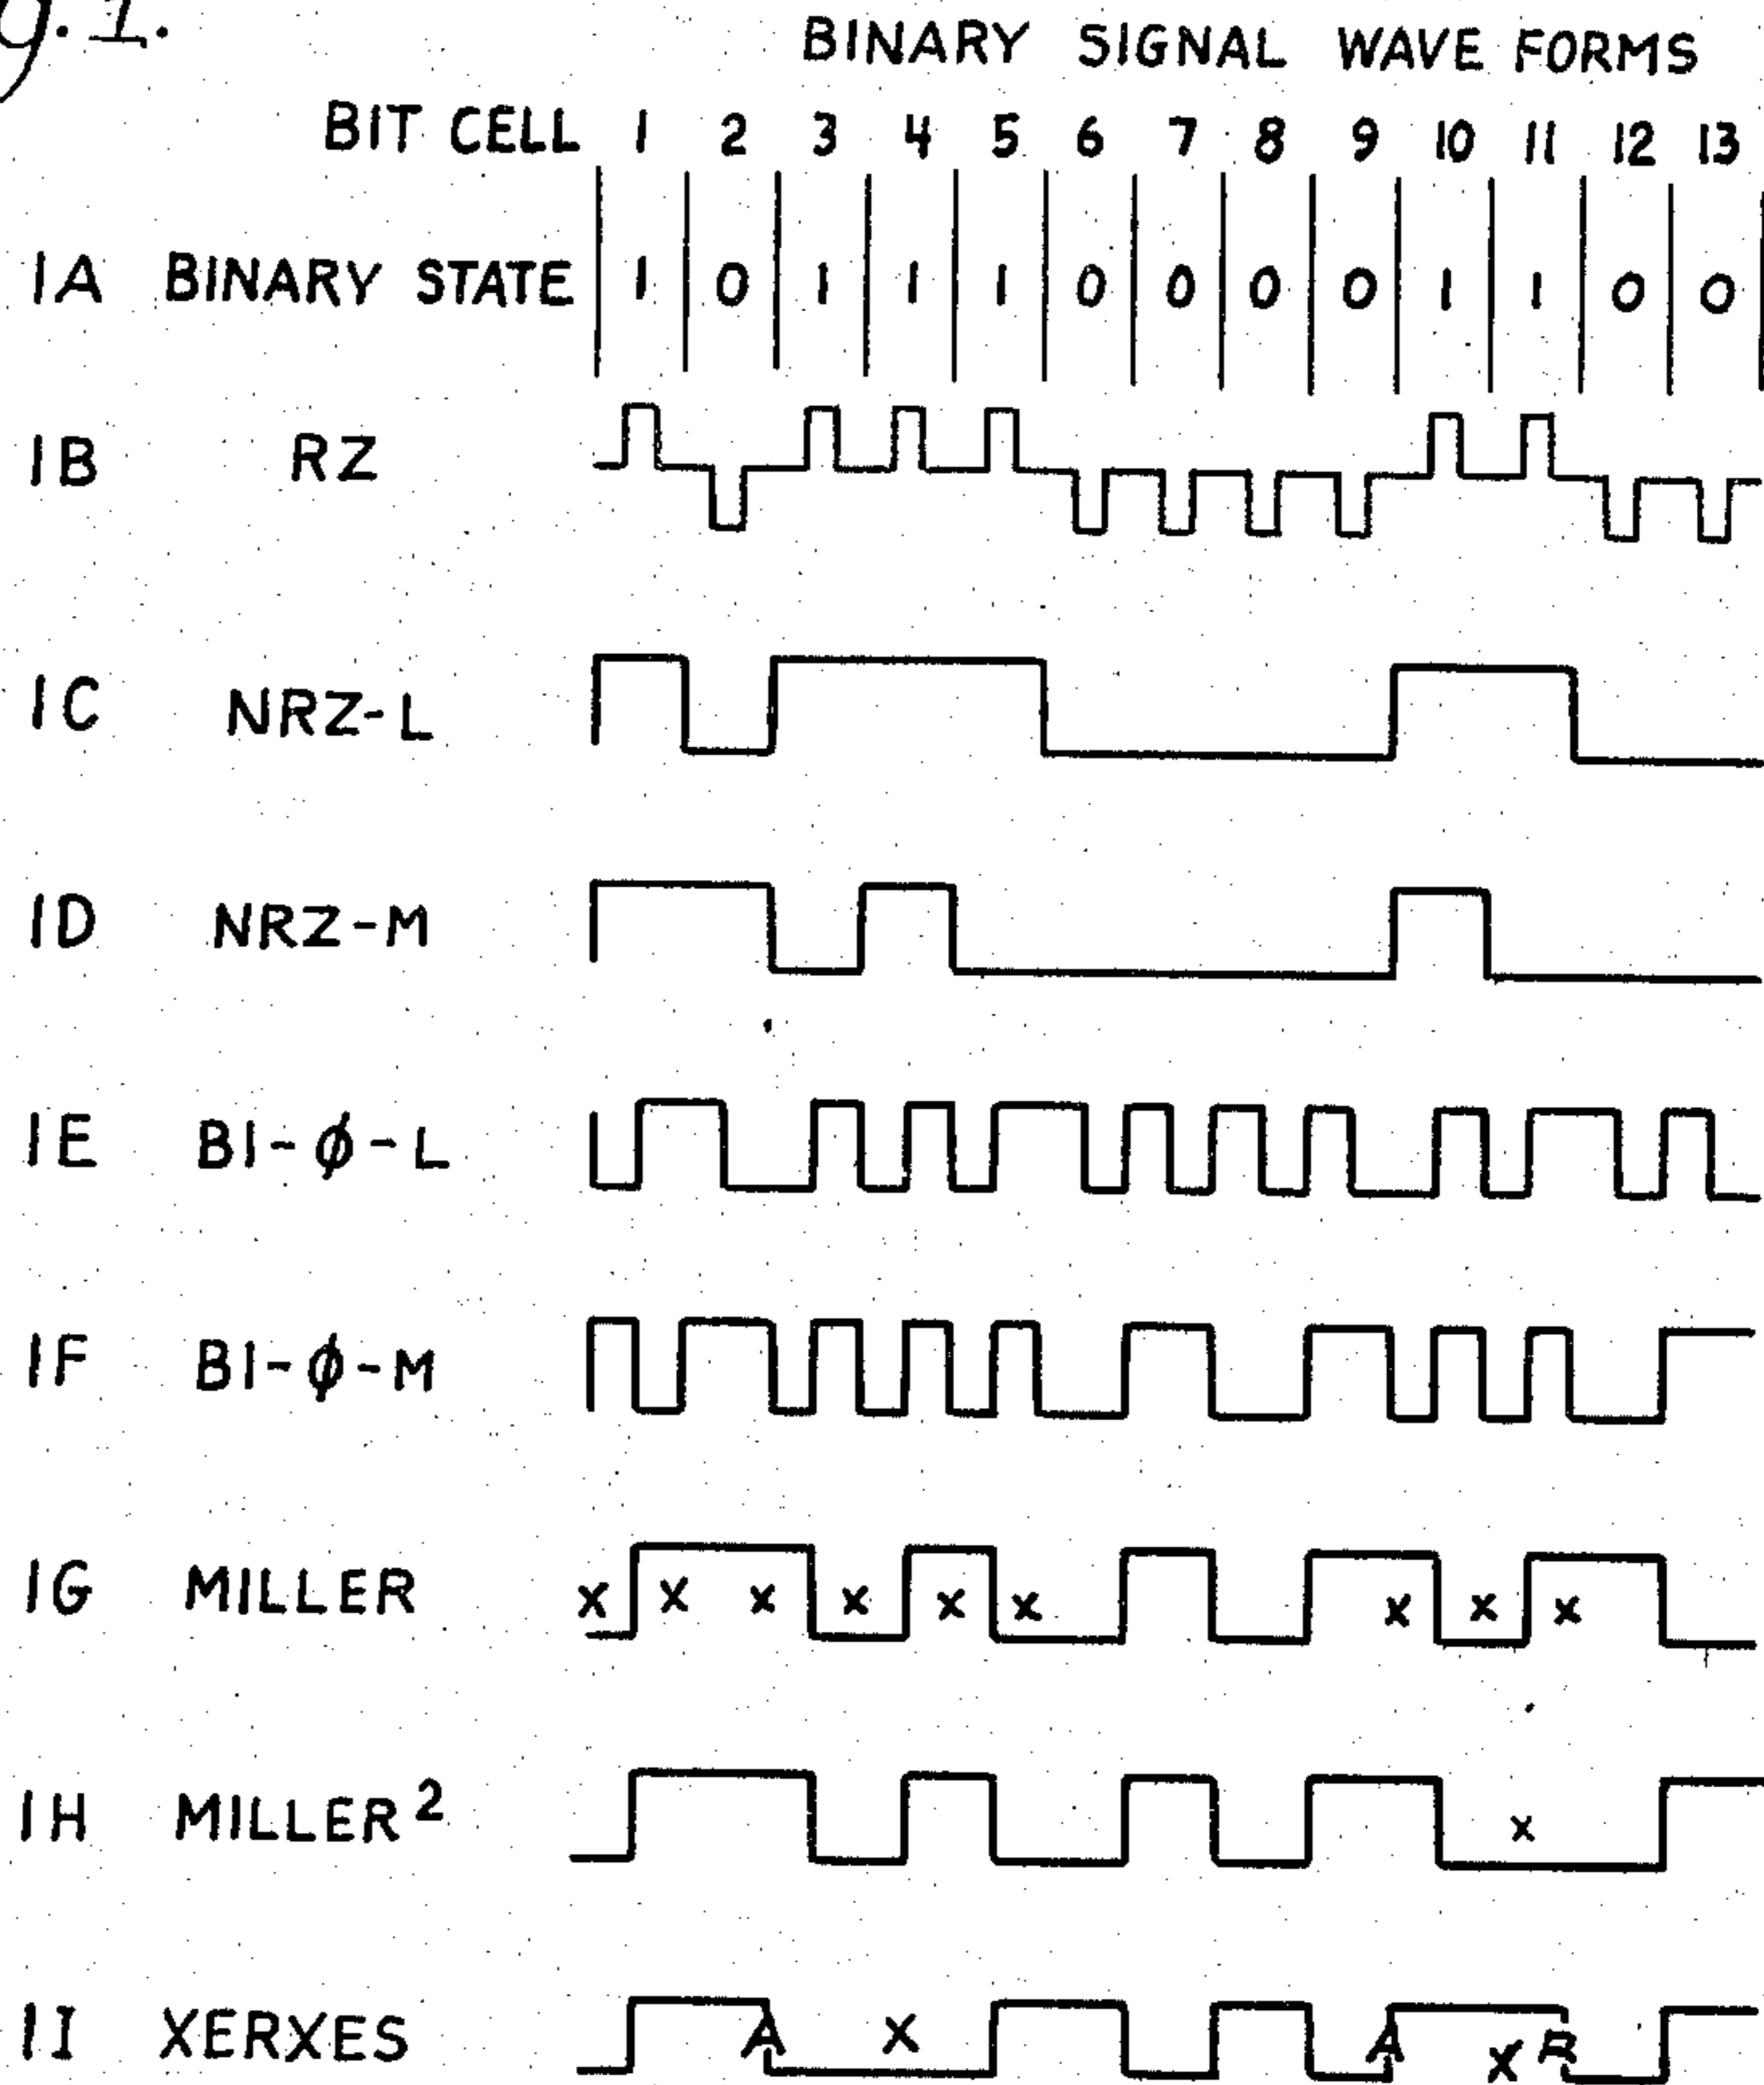 g. 1.
BINARY SIGNAL WAVE FORMS
BIT CELL 1 2 3 4 5 6 7 8 9 10 11 12 13
1A BINARY STATE 1 0 1 1 1 0 0 0 0 1 1 0 0
1B RZ
1C NRZ-L
1D NRZ-M
1E BI-ϕ-L
1F BI-ϕ-M
1G MILLER X X X X X X X X X
1H MILLER² X
1I XERXES A X A X B